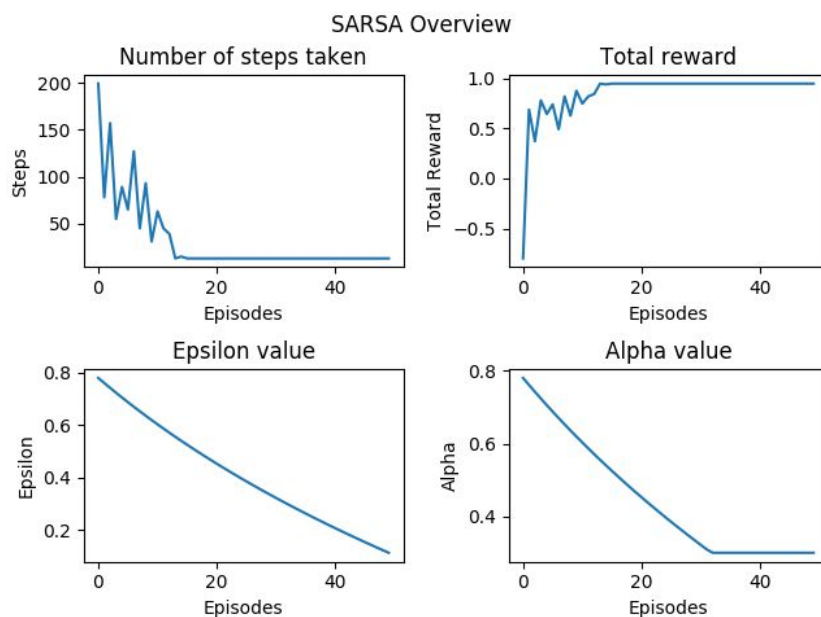 SARSA Overview
Number of steps taken
200
150
100
50
Steps
0
20
40
Episodes
Total reward
1.0
0.5
0.0
−0.5
Total Reward
0
20
40
Episodes
Epsilon value
0.8
0.6
0.4
0.2
Epsilon
0
20
40
Episodes
Alpha value
0.8
0.6
0.4
Alpha
0
20
40
Episodes